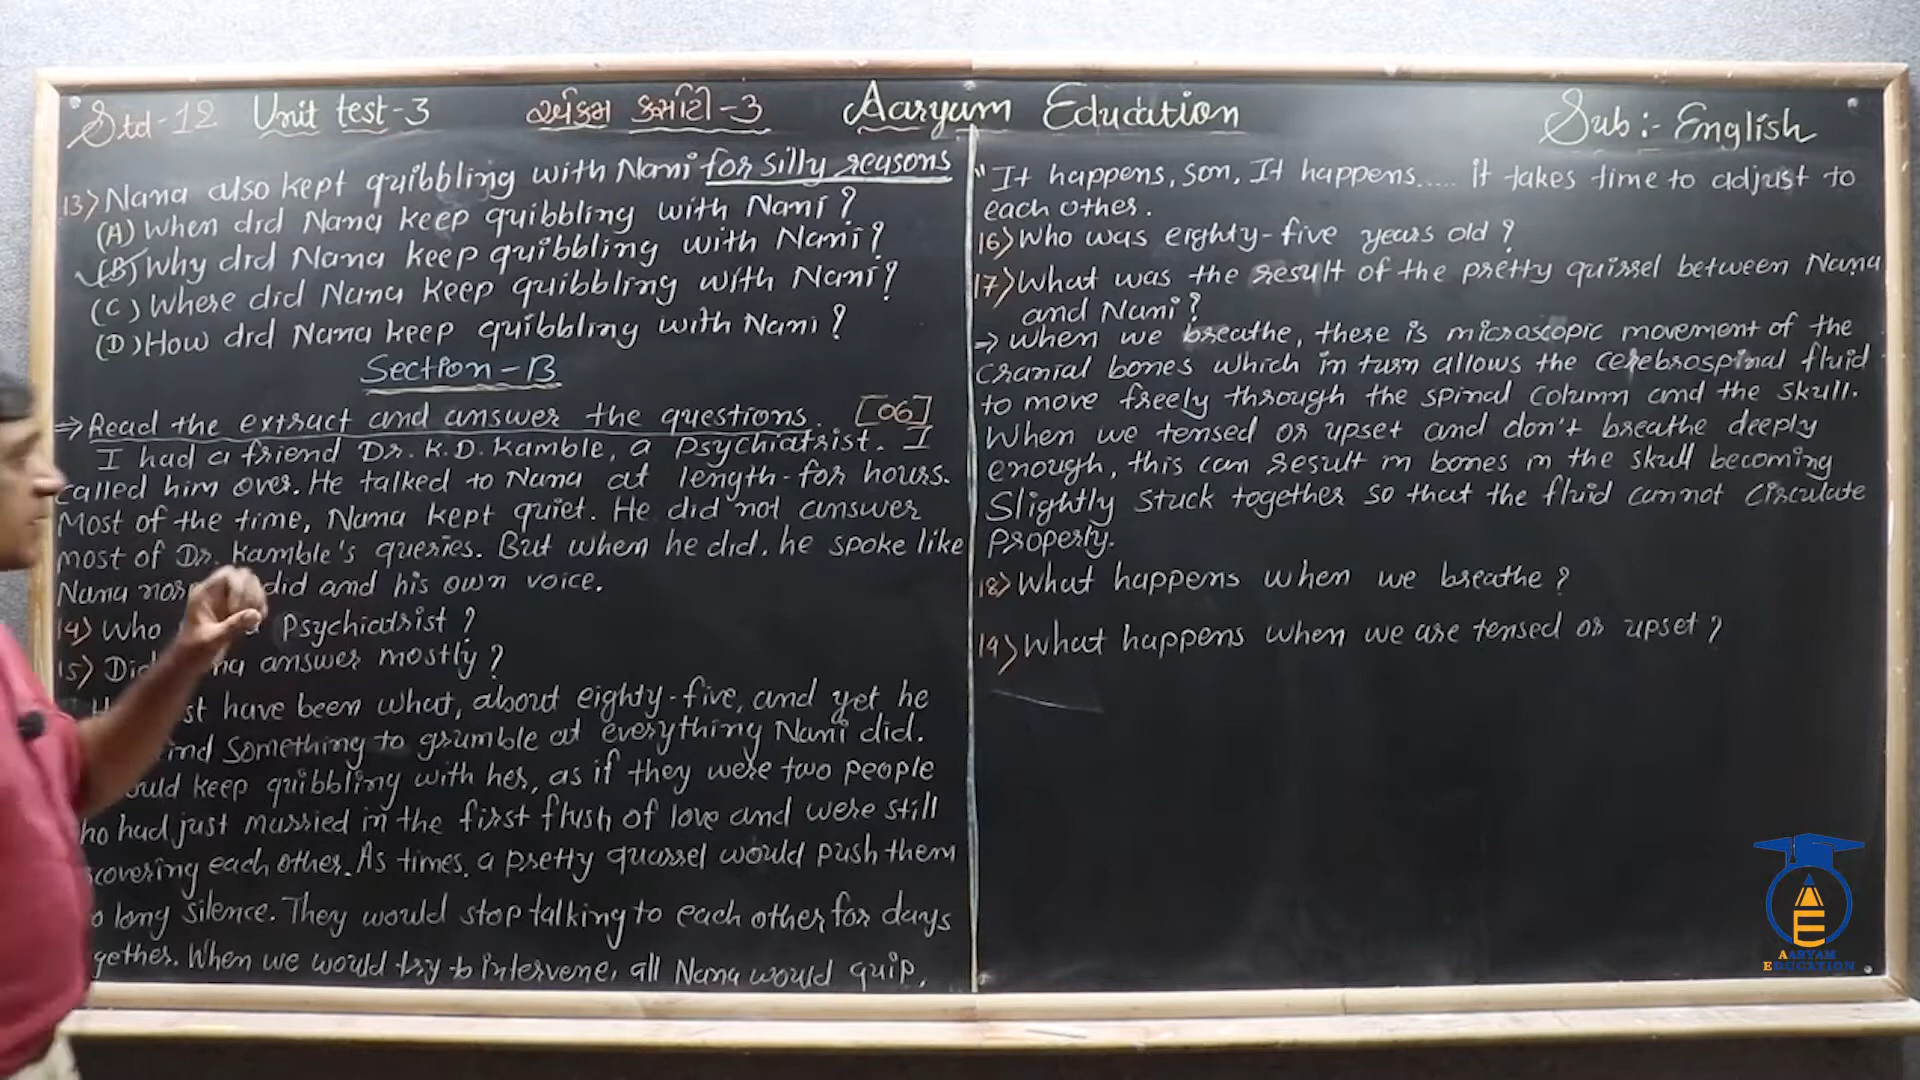 Std-12 Unit test-3 એકમ કસોટી-3 Aaryam Education Sub:- English
13) Nana also kept quibbling with Nani for silly reasons
(A) When did Nana keep quibbling with Nani?
(B) Why did Nana keep quibbling with Nani?
(C) Where did Nana keep quibbling with Nani?
(D) How did Nana keep quibbling with Nani?
Section-B
⇒ Read the extract and answer the questions. [06]
I had a friend Dr. K.D. Kamble, a Psychiatrist. I
called him over. He talked to Nana at length-for hours.
Most of the time, Nana kept quiet. He did not answer
most of Dr. Kamble's queries. But when he did, he spoke like
Nana did and his own voice.
14) Who Psychiatrist?
15) Did answer mostly?
have been what, about eighty-five, and yet he
something to grumble at everything Nani did.
keep quibbling with her, as if they were two people
had just married in the first flush of love and were still
each other. As times, a pretty quarrel would push them
long silence. They would stop talking to each other for days
When we would try to intervene, all Nana would quip,
"It happens, son, It happens..... it takes time to adjust to
each other.
16) Who was eighty-five years old?
17) What was the result of the pretty quirrel between Nana
and Nani?
→ When we breathe, there is microscopic movement of the
cranial bones which in turn allows the cerebrospinal fluid
to move freely through the spinal column and the skull.
When we tensed or upset and don't breathe deeply
enough, this can result in bones in the skull becoming
Slightly stuck together so that the fluid cannot circulate
Property.
18) What happens when we breathe?
19) What happens when we are tensed or upset?
AARYAM
EDUCATION